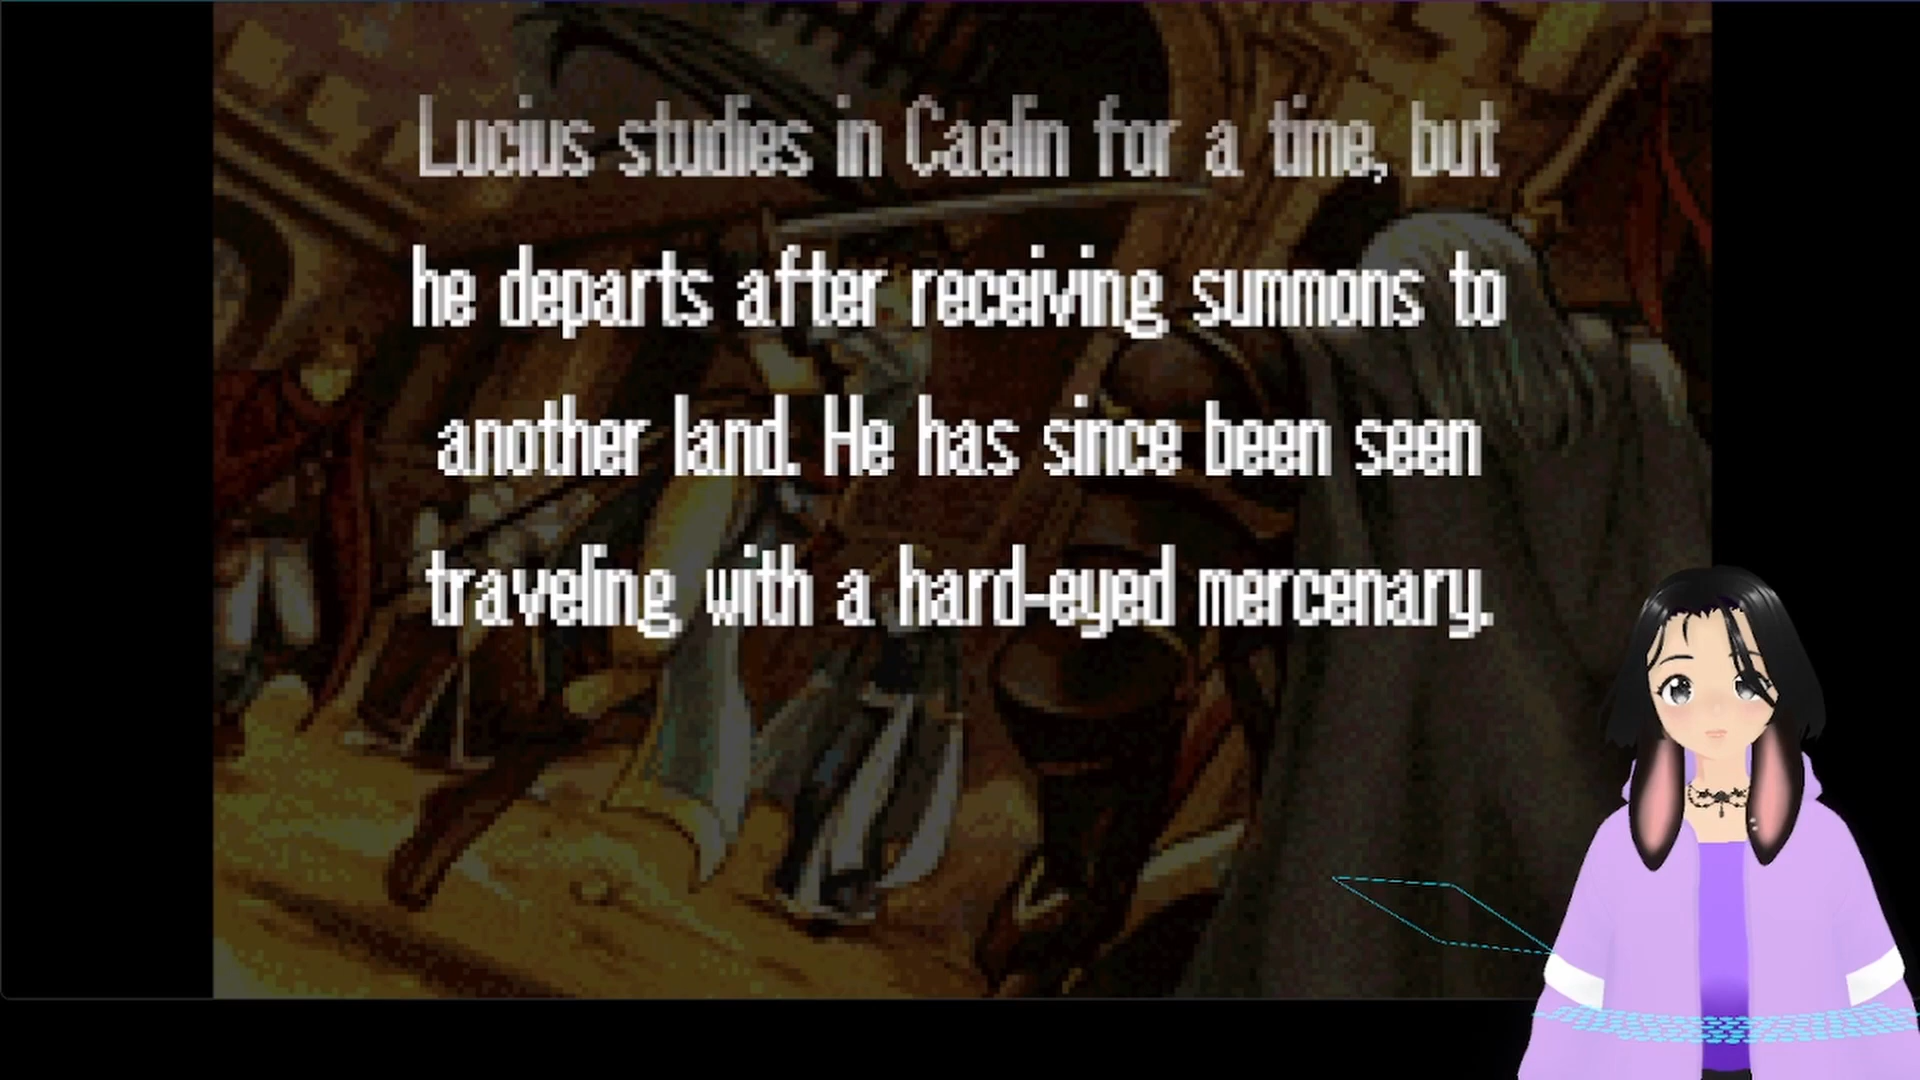 Lucius studies in Caelin for a time, but
he departs after receiving summons to
another land. He has since been seen
traveling with a hard-eyed mercenary.